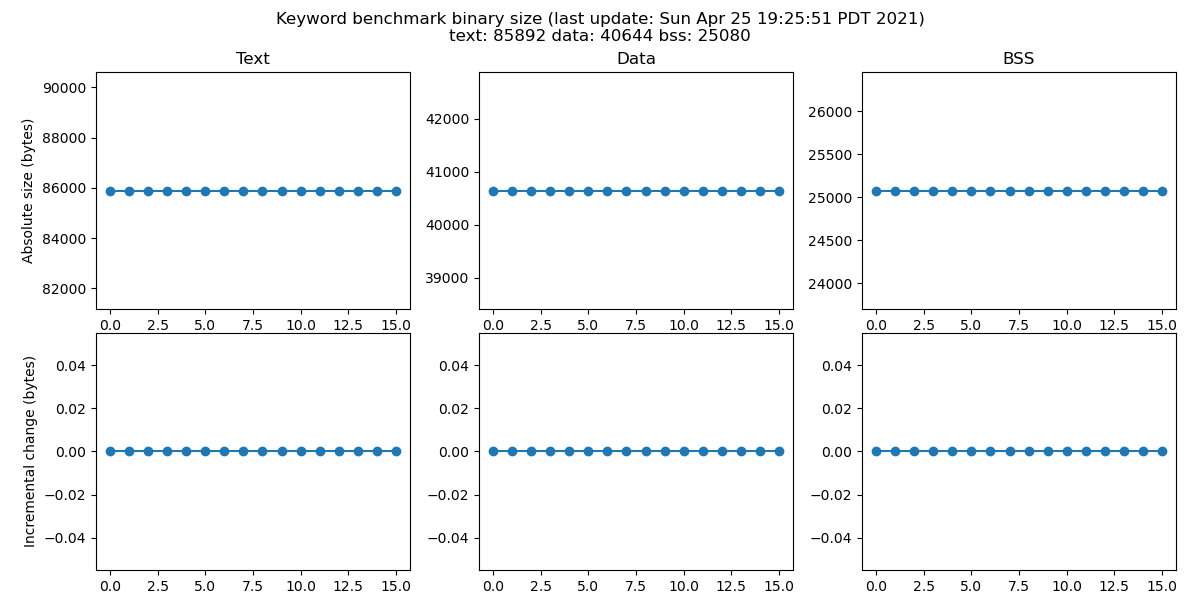 Keyword benchmark binary size (last update: Sun Apr 25 19:25:51 PDT 2021)
text: 85892 data: 40644 bss: 25080
Text
Data
BSS
Absolute size (bytes)
90000
88000
86000
84000
82000
0.0 2.5 5.0 7.5 10.0 12.5 15.0
42000
41000
40000
39000
0.0 2.5 5.0 7.5 10.0 12.5 15.0
26000
25500
25000
24500
24000
0.0 2.5 5.0 7.5 10.0 12.5 15.0
Incremental change (bytes)
0.04
0.02
0.00
−0.02
−0.04
0.0 2.5 5.0 7.5 10.0 12.5 15.0
0.04
0.02
0.00
−0.02
−0.04
0.0 2.5 5.0 7.5 10.0 12.5 15.0
0.04
0.02
0.00
−0.02
−0.04
0.0 2.5 5.0 7.5 10.0 12.5 15.0